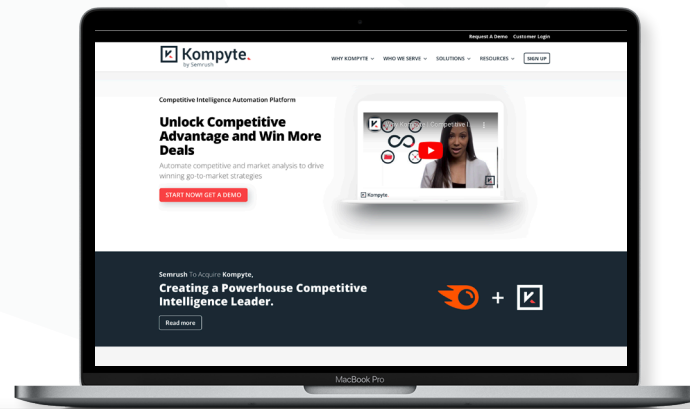 Request A Demo Customer Login
Kompyte.
by Semrush
WHY KOMPYTE WHO WE SERVE SOLUTIONS RESOURCES SIGN UP
Competitive Intelligence Automation Platform
Unlock Competitive
Advantage and Win More
Deals
Automate competitive and market analysis to drive
winning go-to-market strategies
START NOW! GET A DEMO
Why Kompyte | Competitive I...
Kompyte.
Semrush To Acquire Kompyte,
Creating a Powerhouse Competitive
Intelligence Leader.
+
Read more
MacBook Pro